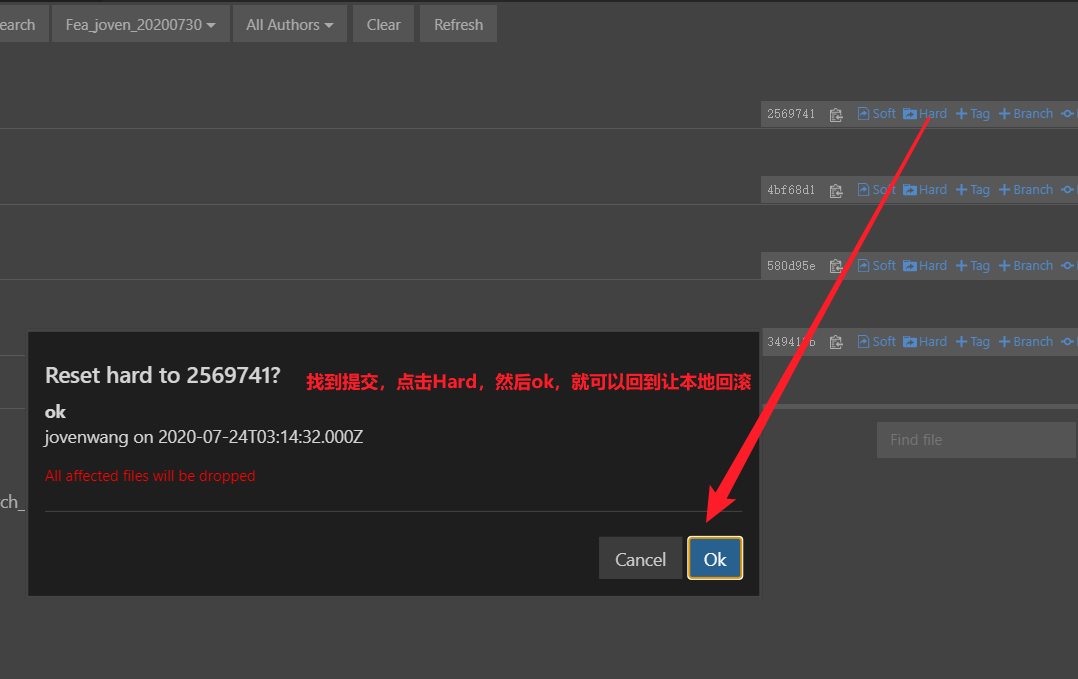 earch Fea_joven_20200730 All Authors Clear Refresh
2569741 Soft Hard Tag Branch
4bf68d1 Soft Hard Tag Branch
580d95e Soft Hard Tag Branch
Soft Hard Tag Branch
Reset hard to 2569741? 找到提交，点击Hard，然后ok，就可以回到让本地回滚
ok
jovenwang on 2020-07-24T03:14:32.000Z
Find file
All affected files will be dropped
ch_
Cancel Ok